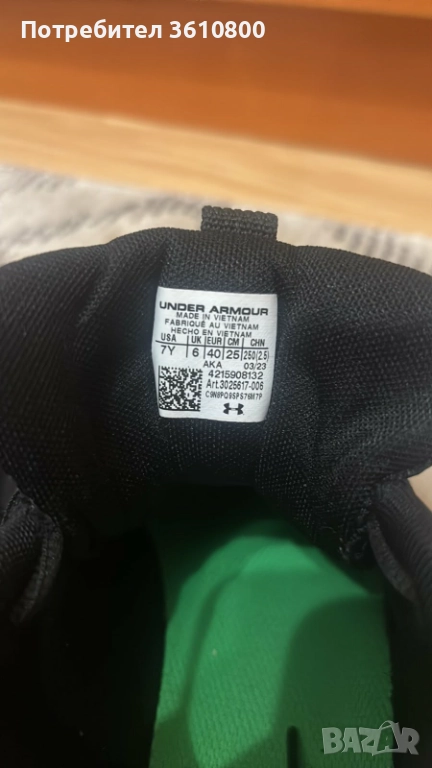 Потребител 3610800
UNDER ARMOUR
MADE IN VIETNAM
FABRIQUÉ AU VIETNAM
HECHO EN VIETNAM
USA UK EUR CM CHN
7Y 6 40 25 250(2.5)
AKA 03/23
4215908132
Art.3025617-006
BAZAR